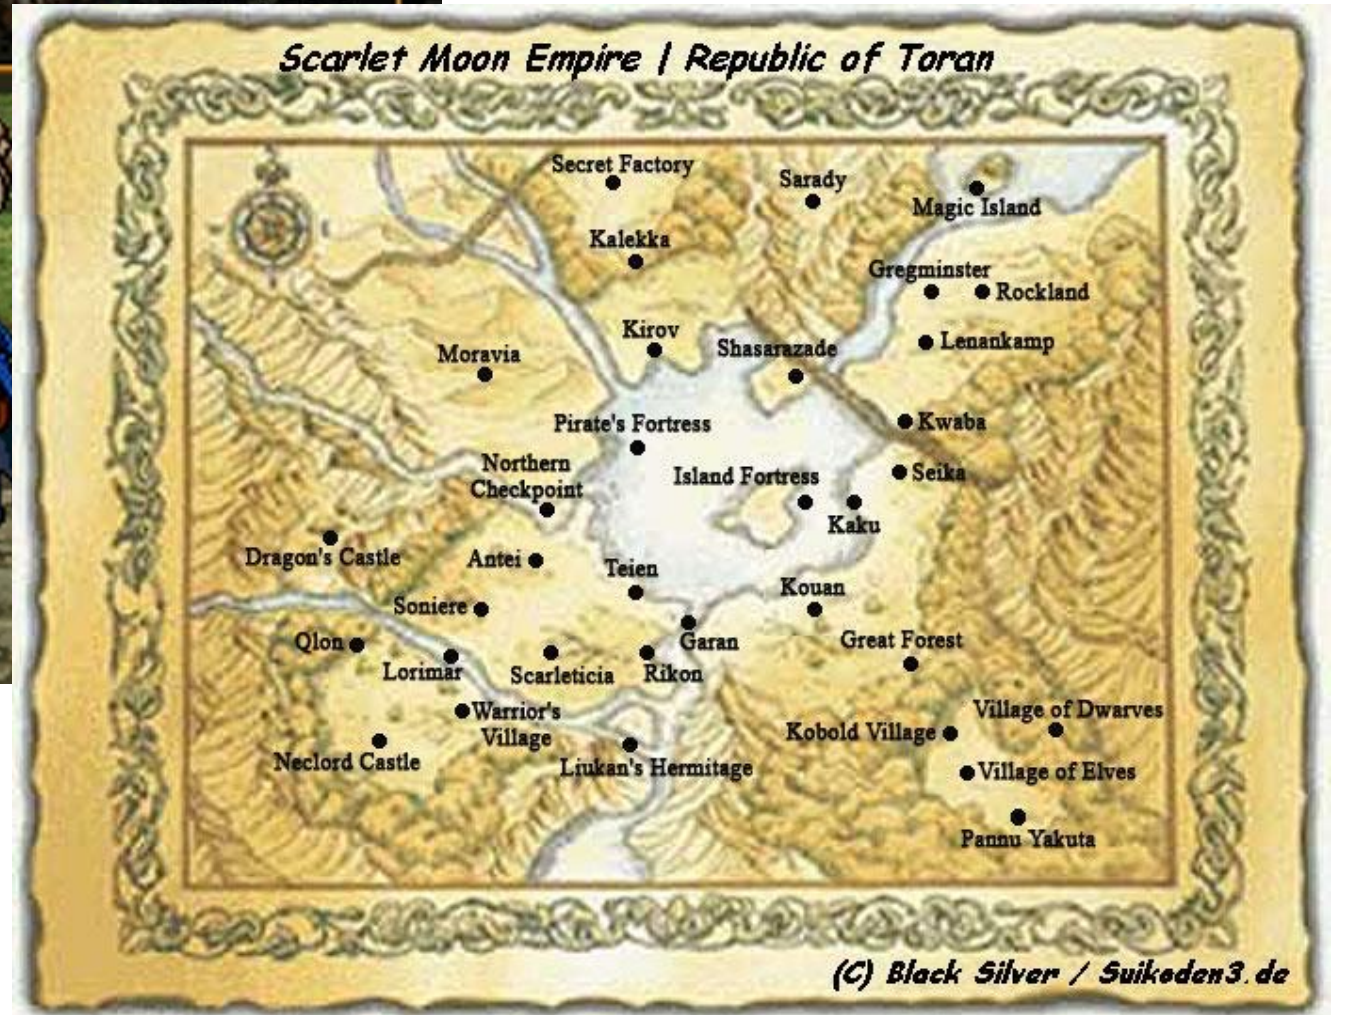 Scarlet Moon Empire | Republic of Toran
Secret Factory
Sarady
Magic Island
Kalekka
Gregminster
Rockland
Kirov
Shasarazade
Lenankamp
Moravia
Pirate's Fortress
Kwaba
Northern
Checkpoint
Island Fortress
Seika
Kaku
Dragon's Castle
Antei
Teien
Kouan
Soniere
Qlon
Garan
Great Forest
Lorimar
Scarleticia
Rikon
Warrior's
Village
Village of Dwarves
Kobold Village
Neclord Castle
Liukan's Hermitage
Village of Elves
Pannu Yakuta
(C) Black Silver / Suikoden3.de